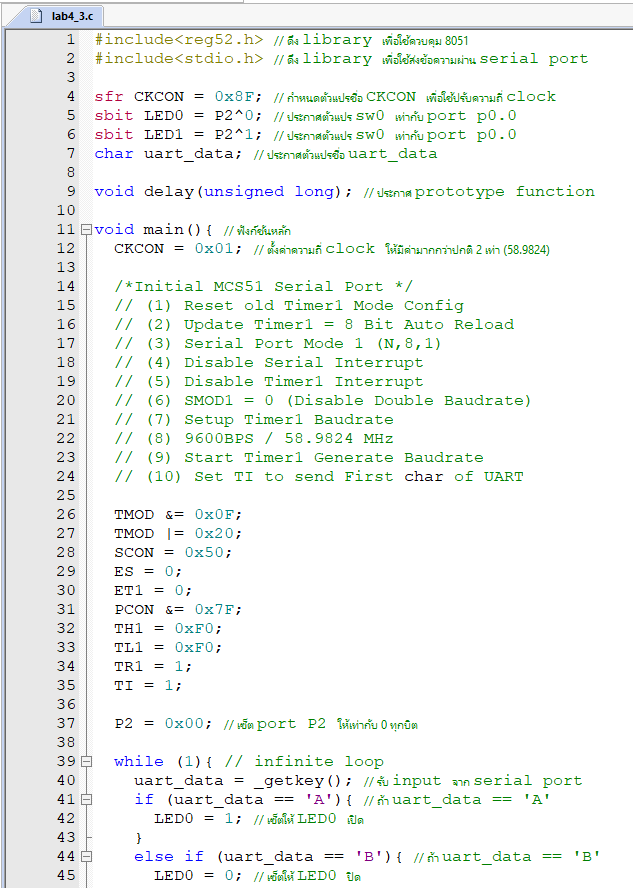 lab4_3.c
1 #include<reg52.h> // ดึง library เพื่อใช้ควบคุม 8051
2 #include<stdio.h> // ดึง library เพื่อใช้ส่งข้อความผ่าน serial port
3
4 sfr CKCON = 0x8F; // กำหนดตัวแปรชื่อ CKCON เพื่อใช้ปรับความถี่ clock
5 sbit LED0 = P2^0; // ประกาศตัวแปร sw0 เท่ากับ port p0.0
6 sbit LED1 = P2^1; // ประกาศตัวแปร sw0 เท่ากับ port p0.0
7 char uart_data; // ประกาศตัวแปรชื่อ uart_data
8
9 void delay(unsigned long); // ประกาศ prototype function
10
11 void main(){ // ฟังก์ชันหลัก
12 CKCON = 0x01; // ตั้งค่าความถี่ clock ให้มีค่ามากกว่าปกติ 2 เท่า (58.9824)
13
14 /*Initial MCS51 Serial Port */
15 // (1) Reset old Timer1 Mode Config
16 // (2) Update Timer1 = 8 Bit Auto Reload
17 // (3) Serial Port Mode 1 (N,8,1)
18 // (4) Disable Serial Interrupt
19 // (5) Disable Timer1 Interrupt
20 // (6) SMOD1 = 0 (Disable Double Baudrate)
21 // (7) Setup Timer1 Baudrate
22 // (8) 9600BPS / 58.9824 MHz
23 // (9) Start Timer1 Generate Baudrate
24 // (10) Set TI to send First char of UART
25
26 TMOD &= 0x0F;
27 TMOD |= 0x20;
28 SCON = 0x50;
29 ES = 0;
30 ET1 = 0;
31 PCON &= 0x7F;
32 TH1 = 0xF0;
33 TL1 = 0xF0;
34 TR1 = 1;
35 TI = 1;
36
37 P2 = 0x00; // เซ็ต port P2 ให้เท่ากับ 0 ทุกบิต
38
39 while (1){ // infinite loop
40 uart_data = _getkey(); // รับ input จาก serial port
41 if (uart_data == 'A'){ // ถ้า uart_data == 'A'
42 LED0 = 1; // เซ็ตให้ LED0 เปิด
43 }
44 else if (uart_data == 'B'){ // ถ้า uart_data == 'B'
45 LED0 = 0; // เซ็ตให้ LED0 ปิด